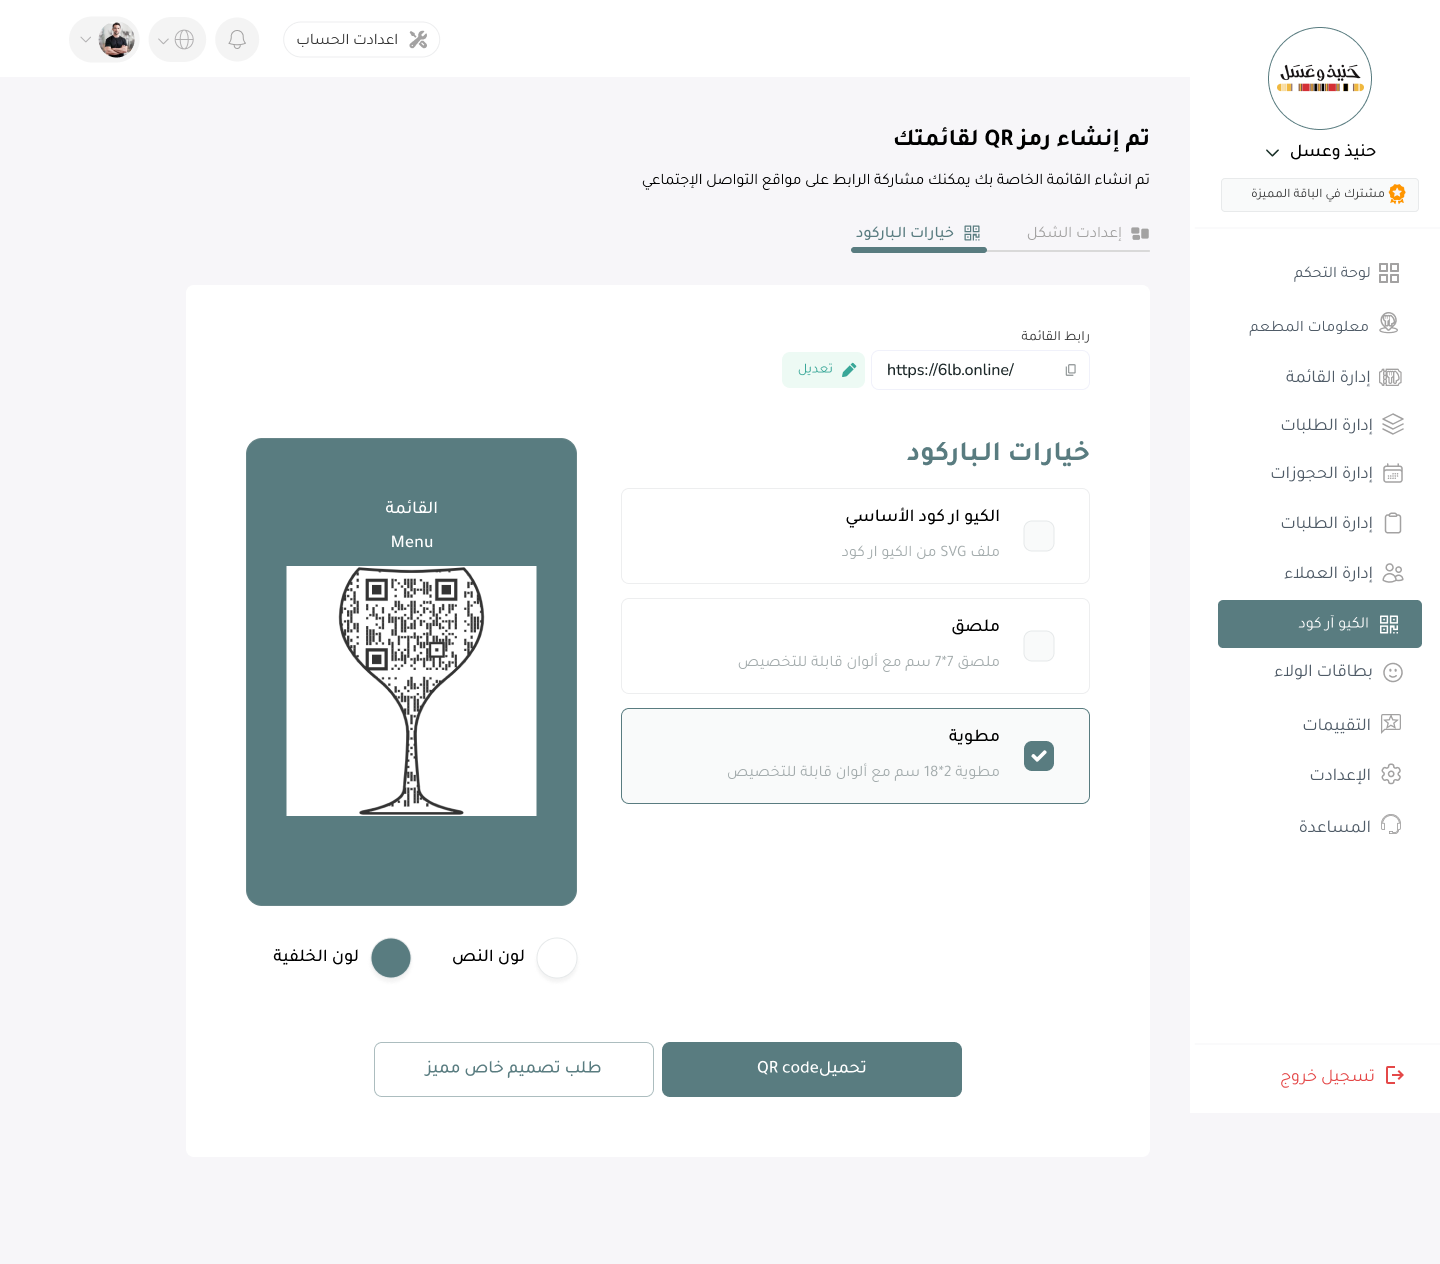 حنيذ وعسل
حنيذ وعسل
مشترك في الباقة المميزة
لوحة التحكم
معلومات المطعم
إدارة القائمة
إدارة الطلبات
إدارة الحجوزات
إدارة الطلبات
إدارة العملاء
الكيو أر كود
بطاقات الولاء
التقييمات
الإعدادت
المساعدة
تسجيل خروج
اعدادت الحساب
تم إنشاء رمز QR لقائمتك
تم انشاء القائمة الخاصة بك يمكنك مشاركة الرابط على مواقع التواصل الإجتماعي
إعدادت الشكل
خيارات الباركود
رابط القائمة
https://6lb.online/
تعديل
خيارات الباركود
الكيو ار كود الأساسي
ملف SVG من الكيو ار كود
ملصق
ملصق 7*7 سم مع ألوان قابلة للتخصيص
مطوية
مطوية 2*18 سم مع ألوان قابلة للتخصيص
القائمة
Menu
لون النص
لون الخلفية
تحميلQR code
طلب تصميم خاص مميز